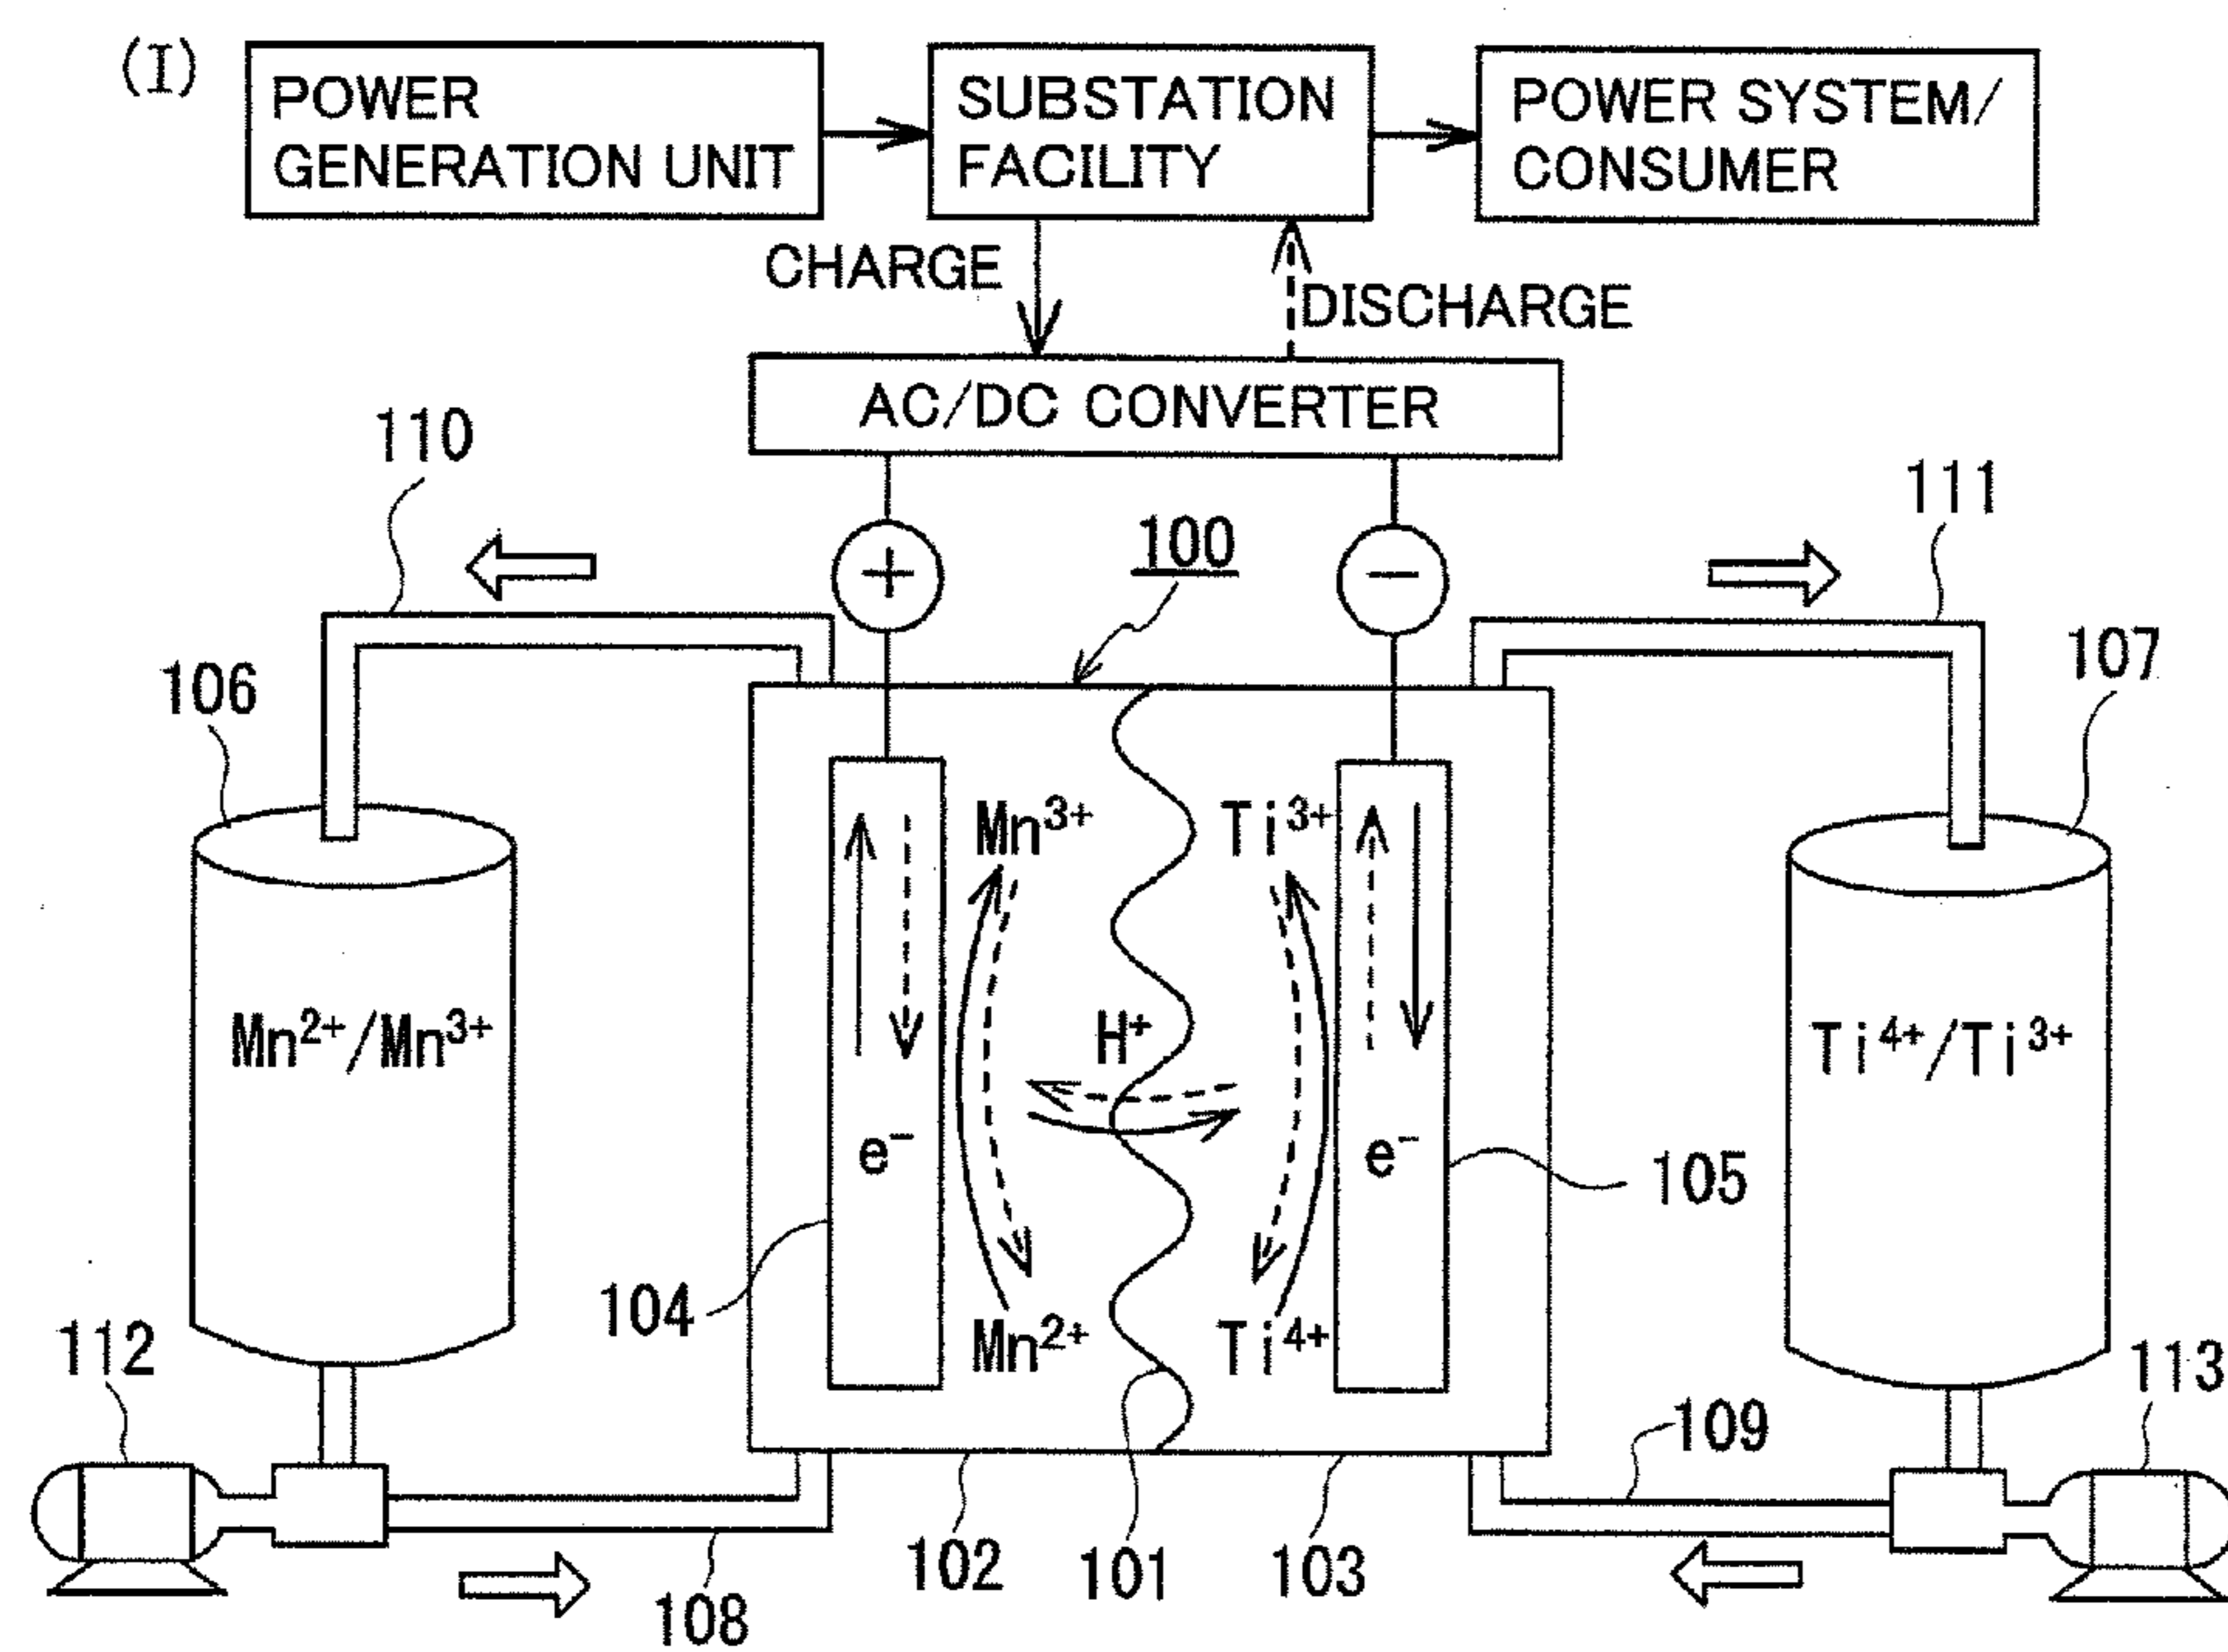 (I)
POWER
GENERATION UNIT
SUBSTATION
FACILITY
POWER SYSTEM/
CONSUMER
CHARGE
DISCHARGE
AC/DC CONVERTER
110
111
100
+
−
106
107
Mn³⁺
Ti³⁺
Mn²⁺/Mn³⁺
H⁺
Ti⁴⁺/Ti³⁺
e⁻
e⁻
105
104
Mn²⁺
Ti⁴⁺
112
113
109
102
101
103
108